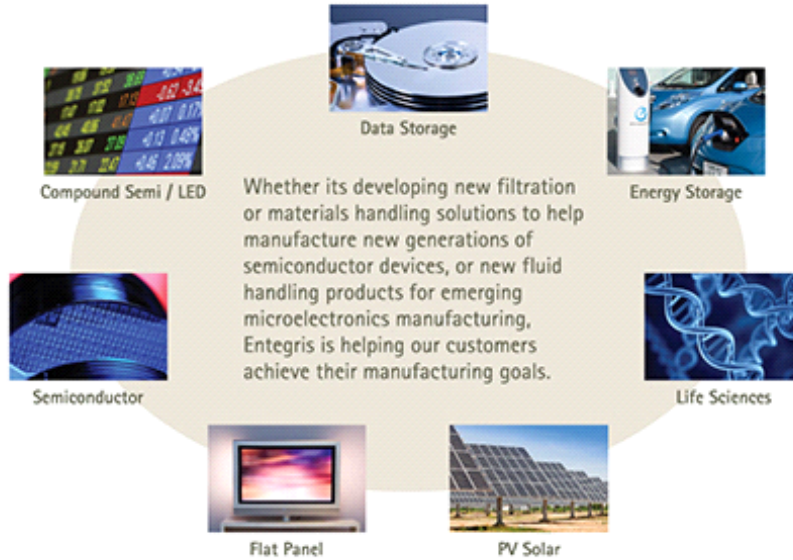 Data Storage
Compound Semi / LED
Energy Storage
Whether its developing new filtration
or materials handling solutions to help
manufacture new generations of
semiconductor devices, or new fluid
handling products for emerging
microelectronics manufacturing,
Entegris is helping our customers
achieve their manufacturing goals.
Semiconductor
Life Sciences
Flat Panel
PV Solar